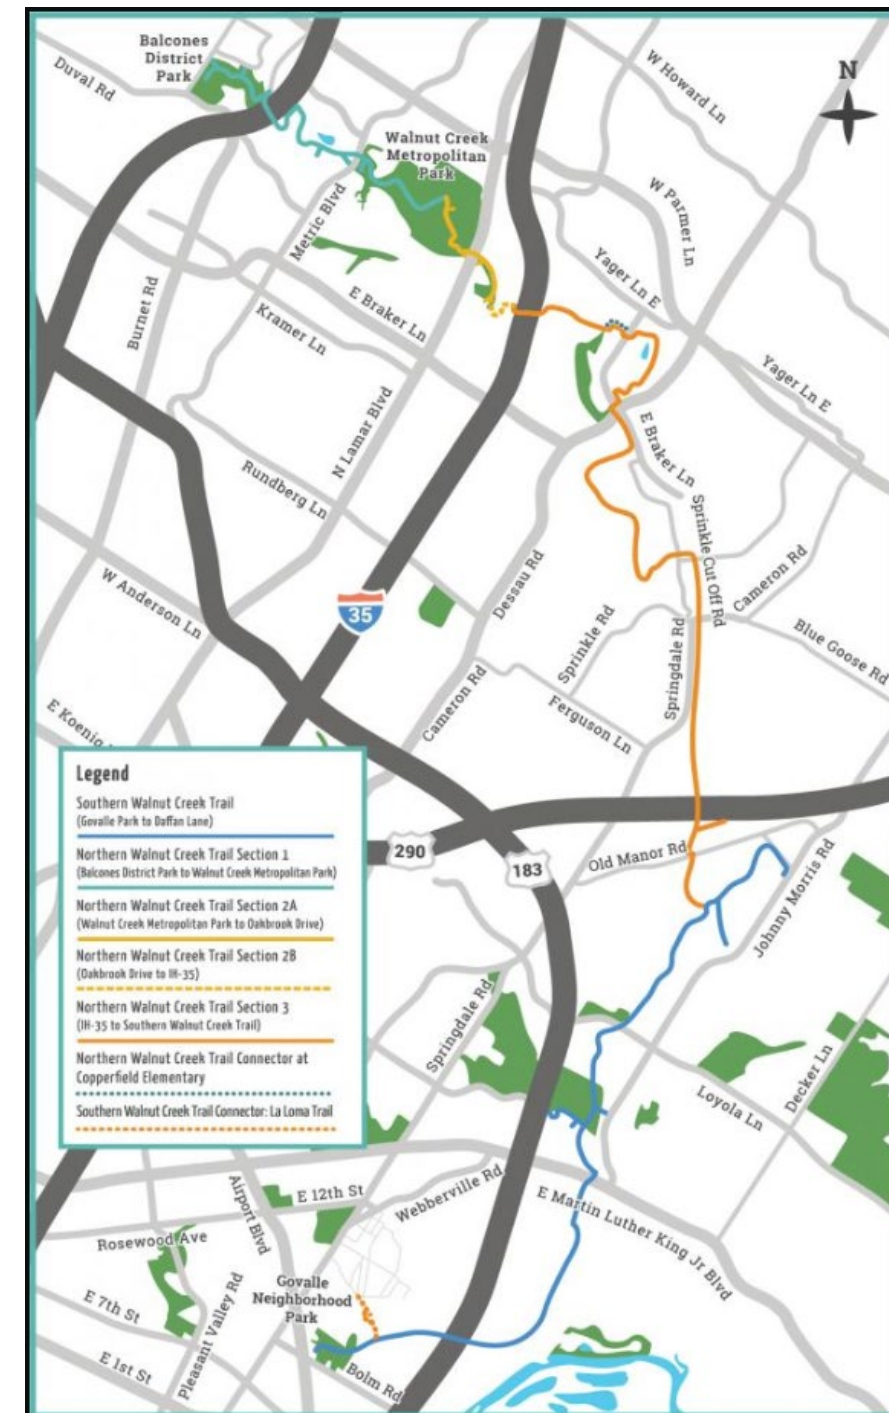 Balcones
District
Park
Duval Rd
W Howard Ln
N
Walnut Creek
Metropolitan
Park
Metric Blvd
W Parmer Ln
Yager Ln E
Burnet Rd
E Braker Ln
Kramer Ln
Yager Ln E
N Lamar Blvd
E Braker Ln
Rundberg Ln
Sprinkle Cut Off Rd
Dessau Rd
Cameron Rd
W Anderson Ln
35
Sprinkle Rd
Springdale Rd
Blue Goose Rd
Cameron Rd
Ferguson Ln
E Koenig
Legend
Southern Walnut Creek Trail
(Govalle Park to Daffan Lane)
Northern Walnut Creek Trail Section 1
(Balcones District Park to Walnut Creek Metropolitan Park)
Northern Walnut Creek Trail Section 2A
(Walnut Creek Metropolitan Park to Oakbrook Drive)
Northern Walnut Creek Trail Section 2B
(Oakbrook Drive to IH-35)
Northern Walnut Creek Trail Section 3
(IH-35 to Southern Walnut Creek Trail)
Northern Walnut Creek Trail Connector at
Copperfield Elementary
Southern Walnut Creek Trail Connector: La Loma Trail
290
183
Old Manor Rd
Johnny Morris Rd
Springdale Rd
Loyola Ln
Decker Ln
E Martin Luther King Jr Blvd
Webberville Rd
E 12th St
Airport Blvd
Rosewood Ave
Govalle
Neighborhood
Park
E 7th St
Pleasant Valley Rd
E 1st St
Bolm Rd